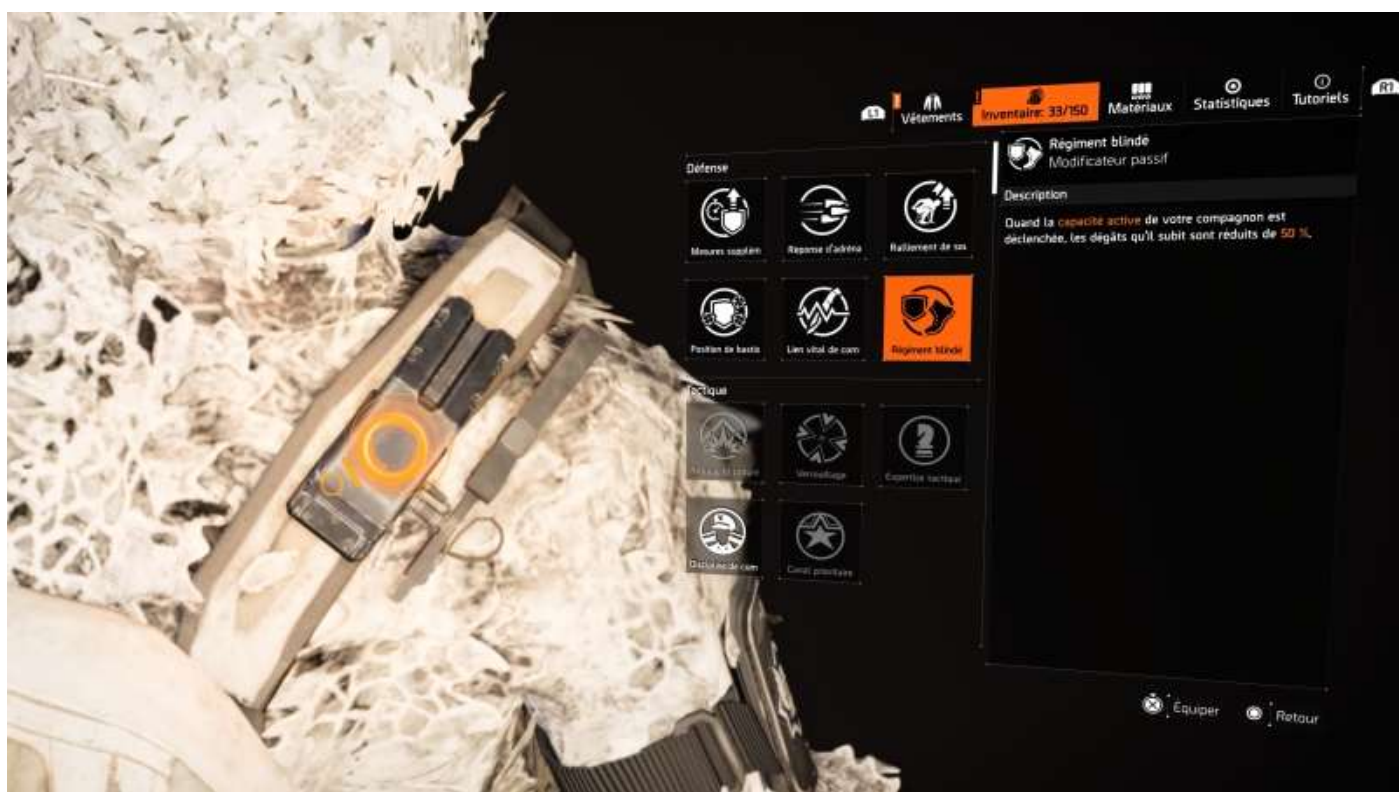 L1
Vêtements
Inventaire: 33/150
Matériaux
Statistiques
Tutoriels
R1
Défense
Mesures supplém
Réponse d'adréna
Ralliement de sas
Position de bastio
Lien vital de com
Régiment blindé
Régiment blindé
Modificateur passif
Description
Quand la capacité active de votre compagnon est
déclenchée, les dégâts qu'il subit sont réduits de 50 %.
Tactique
Verrouillage
Expertise tactique
Équiper
Retour